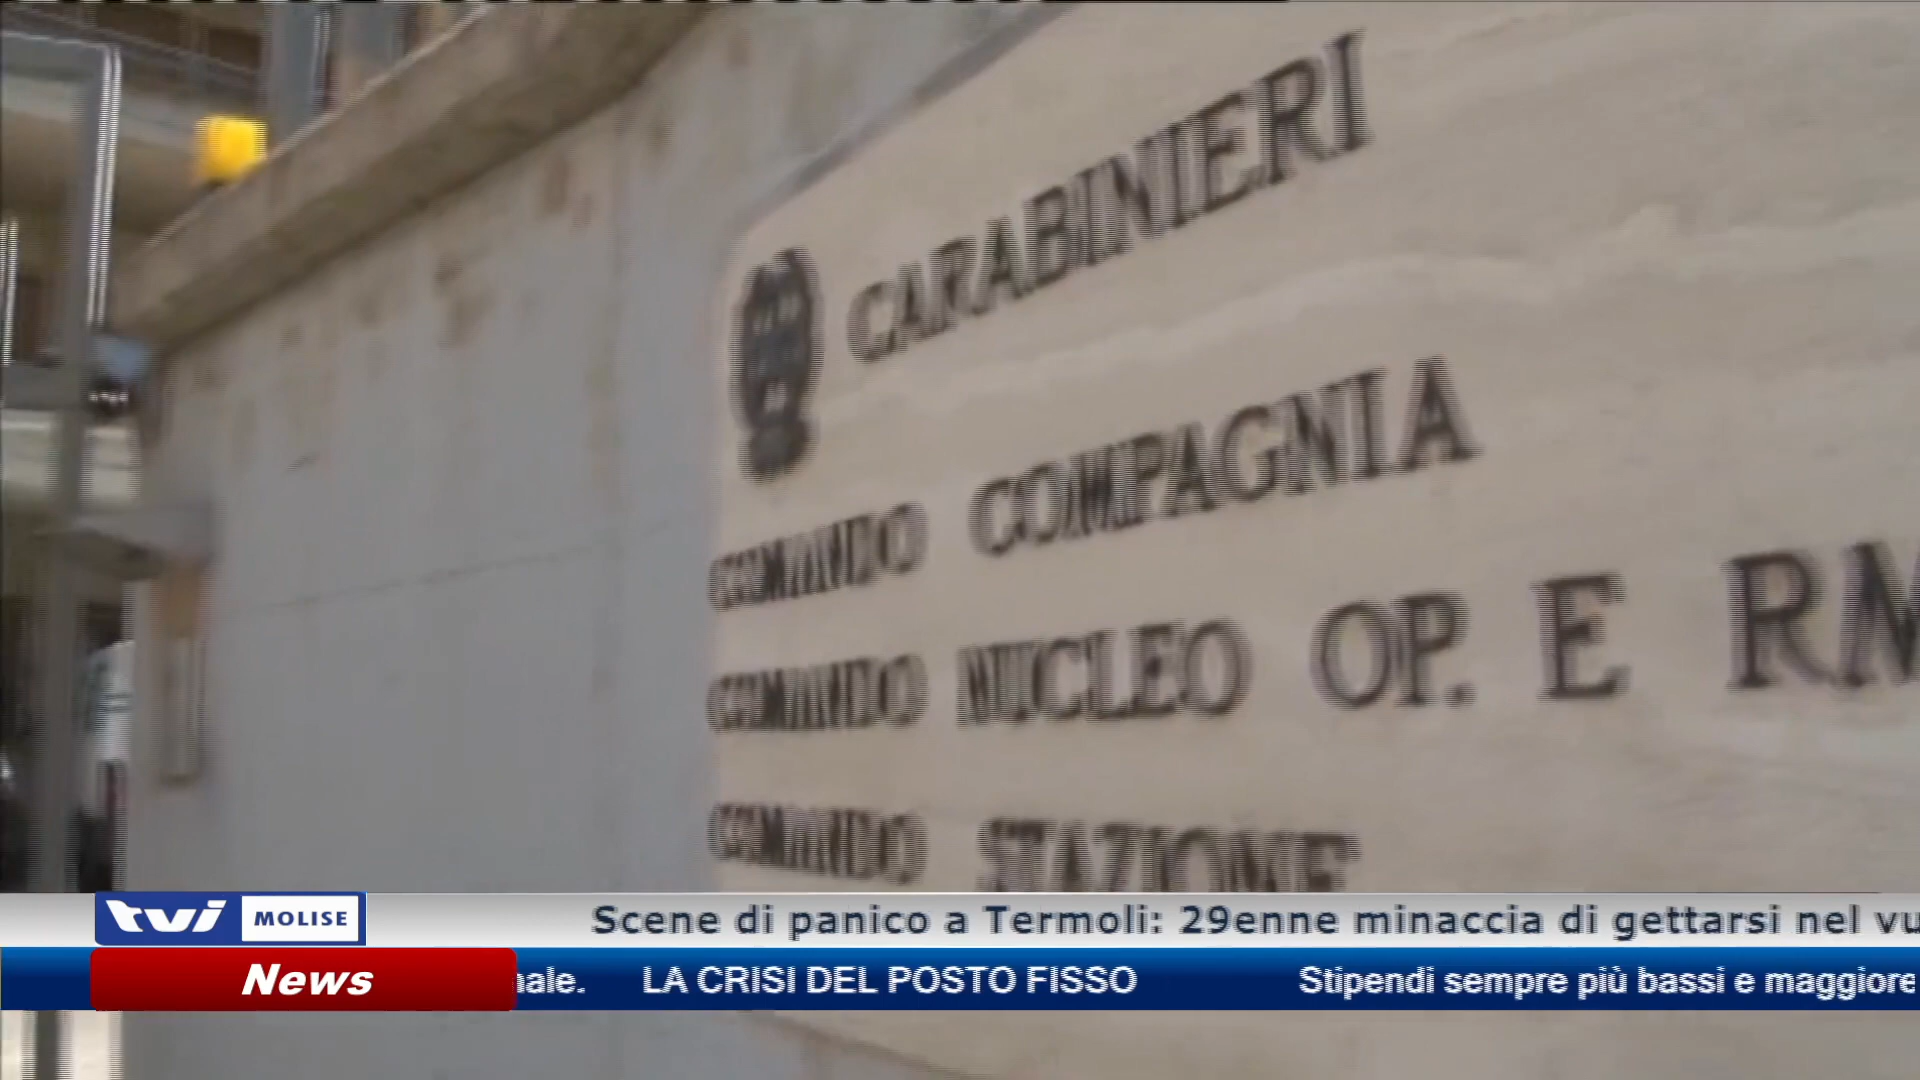 CARABINIERI
COMANDO COMPAGNIA
COMANDO NUCLEO OP. E RM
COMANDO STAZIONE
tvi MOLISE
Scene di panico a Termoli: 29enne minaccia di gettarsi nel vu
News
ale. LA CRISI DEL POSTO FISSO Stipendi sempre più bassi e maggiore